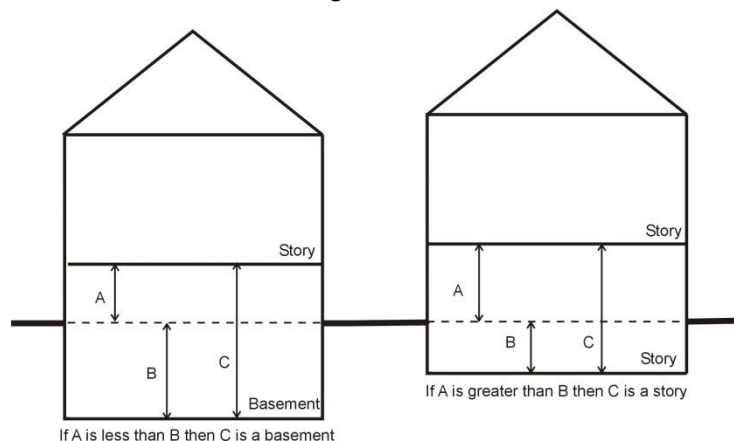 Story
A
B
C
Basement
If A is less than B then C is a basement
Story
A
B
C
Story
If A is greater than B then C is a story